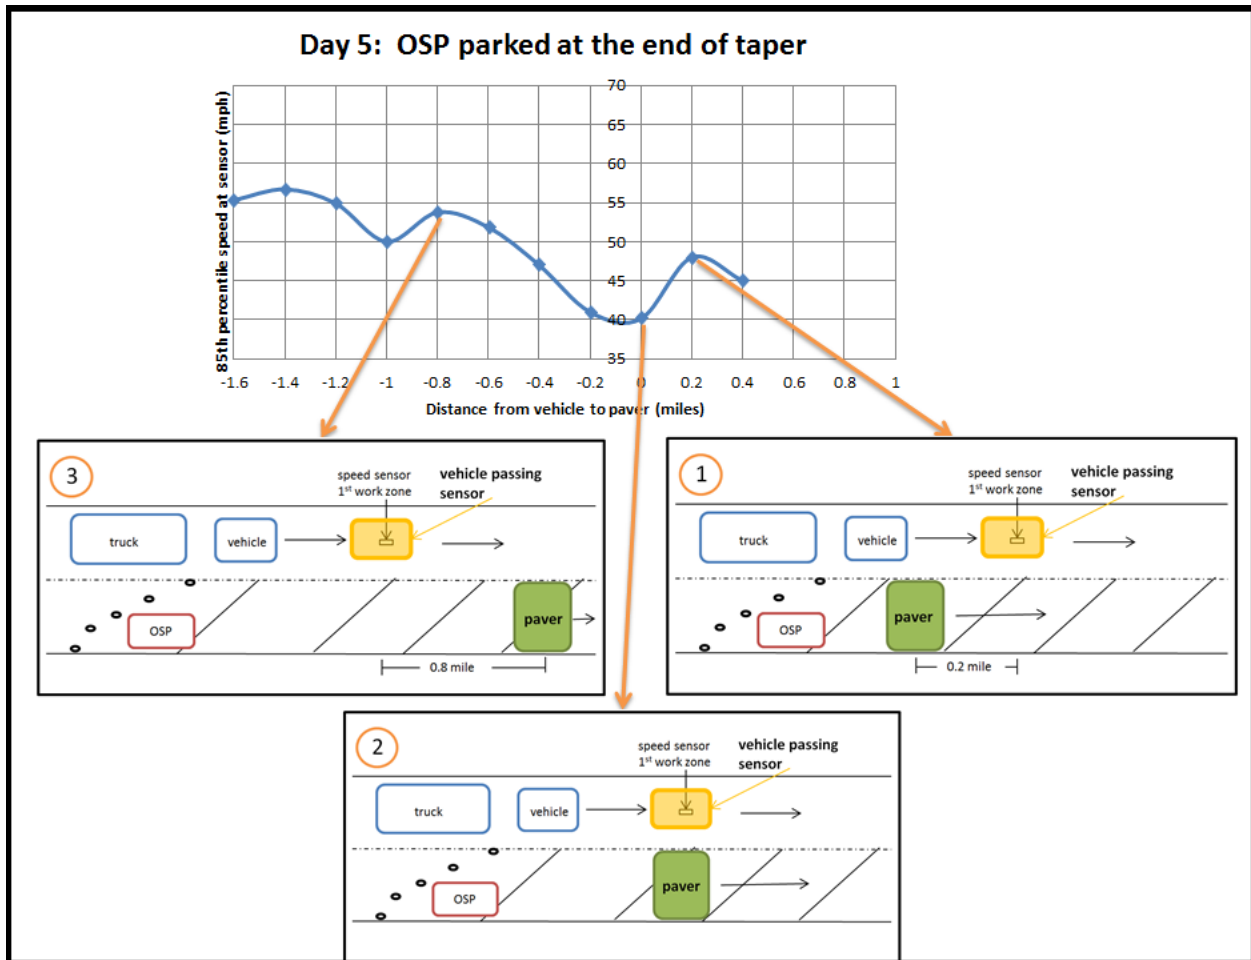 Day 5: OSP parked at the end of taper
85th percentile speed at sensor (mph)
70
65
60
55
50
45
40
35
-1.6 -1.4 -1.2 -1 -0.8 -0.6 -0.4 -0.2 0 0.2 0.4 0.6 0.8 1
Distance from vehicle to paver (miles)
3
speed sensor
1st work zone
vehicle passing
sensor
truck
vehicle
OSP
paver
0.8 mile
1
speed sensor
1st work zone
vehicle passing
sensor
truck
vehicle
OSP
paver
0.2 mile
2
speed sensor
1st work zone
vehicle passing
sensor
truck
vehicle
OSP
paver